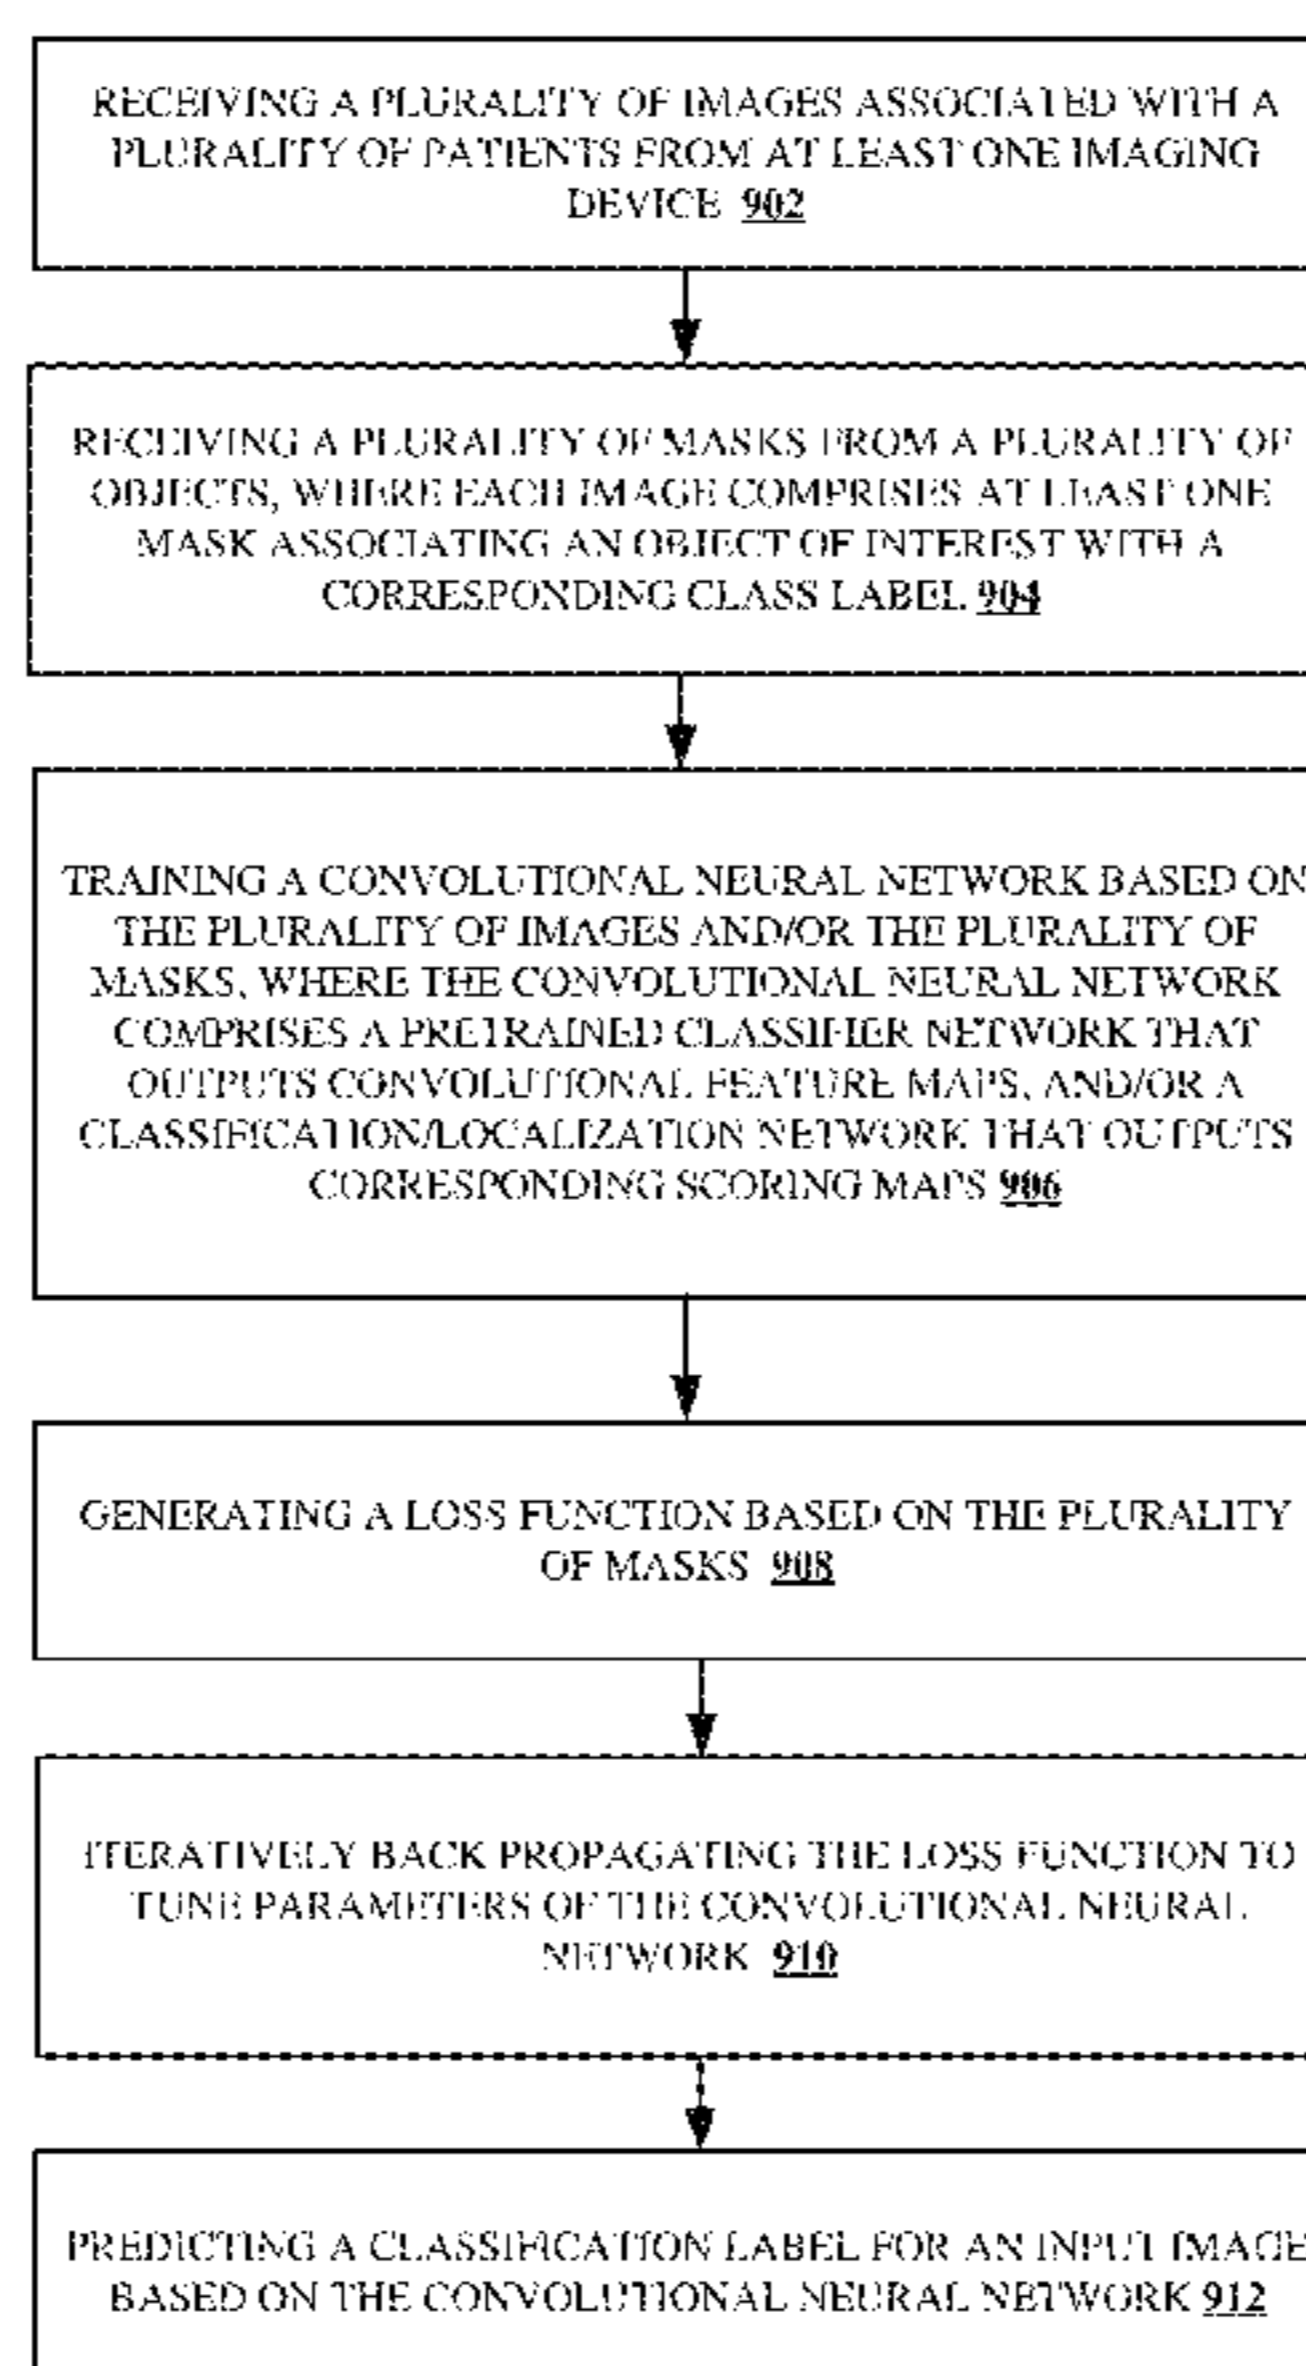 RECEIVING A PLURALITY OF IMAGES ASSOCIATED WITH A
PLURALITY OF PATIENTS FROM AT LEAST ONE IMAGING
DEVICE 902
RECEIVING A PLURALITY OF MASKS FROM A PLURALITY OF
OBJECTS, WHERE EACH IMAGE COMPRISES AT LEAST ONE
MASK ASSOCIATING AN OBJECT OF INTEREST WITH A
CORRESPONDING CLASS LABEL 904
TRAINING A CONVOLUTIONAL NEURAL NETWORK BASED ON
THE PLURALITY OF IMAGES AND/OR THE PLURALITY OF
MASKS, WHERE THE CONVOLUTIONAL NEURAL NETWORK
COMPRISES A PRETRAINED CLASSIFIER NETWORK THAT
OUTPUTS CONVOLUTIONAL FEATURE MAPS, AND/OR A
CLASSIFICATION/LOCALIZATION NETWORK THAT OUTPUTS
CORRESPONDING SCORING MAPS 906
GENERATING A LOSS FUNCTION BASED ON THE PLURALITY
OF MASKS 908
ITERATIVELY BACK PROPAGATING THE LOSS FUNCTION TO
TUNE PARAMETERS OF THE CONVOLUTIONAL NEURAL
NETWORK 910
PREDICTING A CLASSIFICATION LABEL FOR AN INPUT IMAGE
BASED ON THE CONVOLUTIONAL NEURAL NETWORK 912